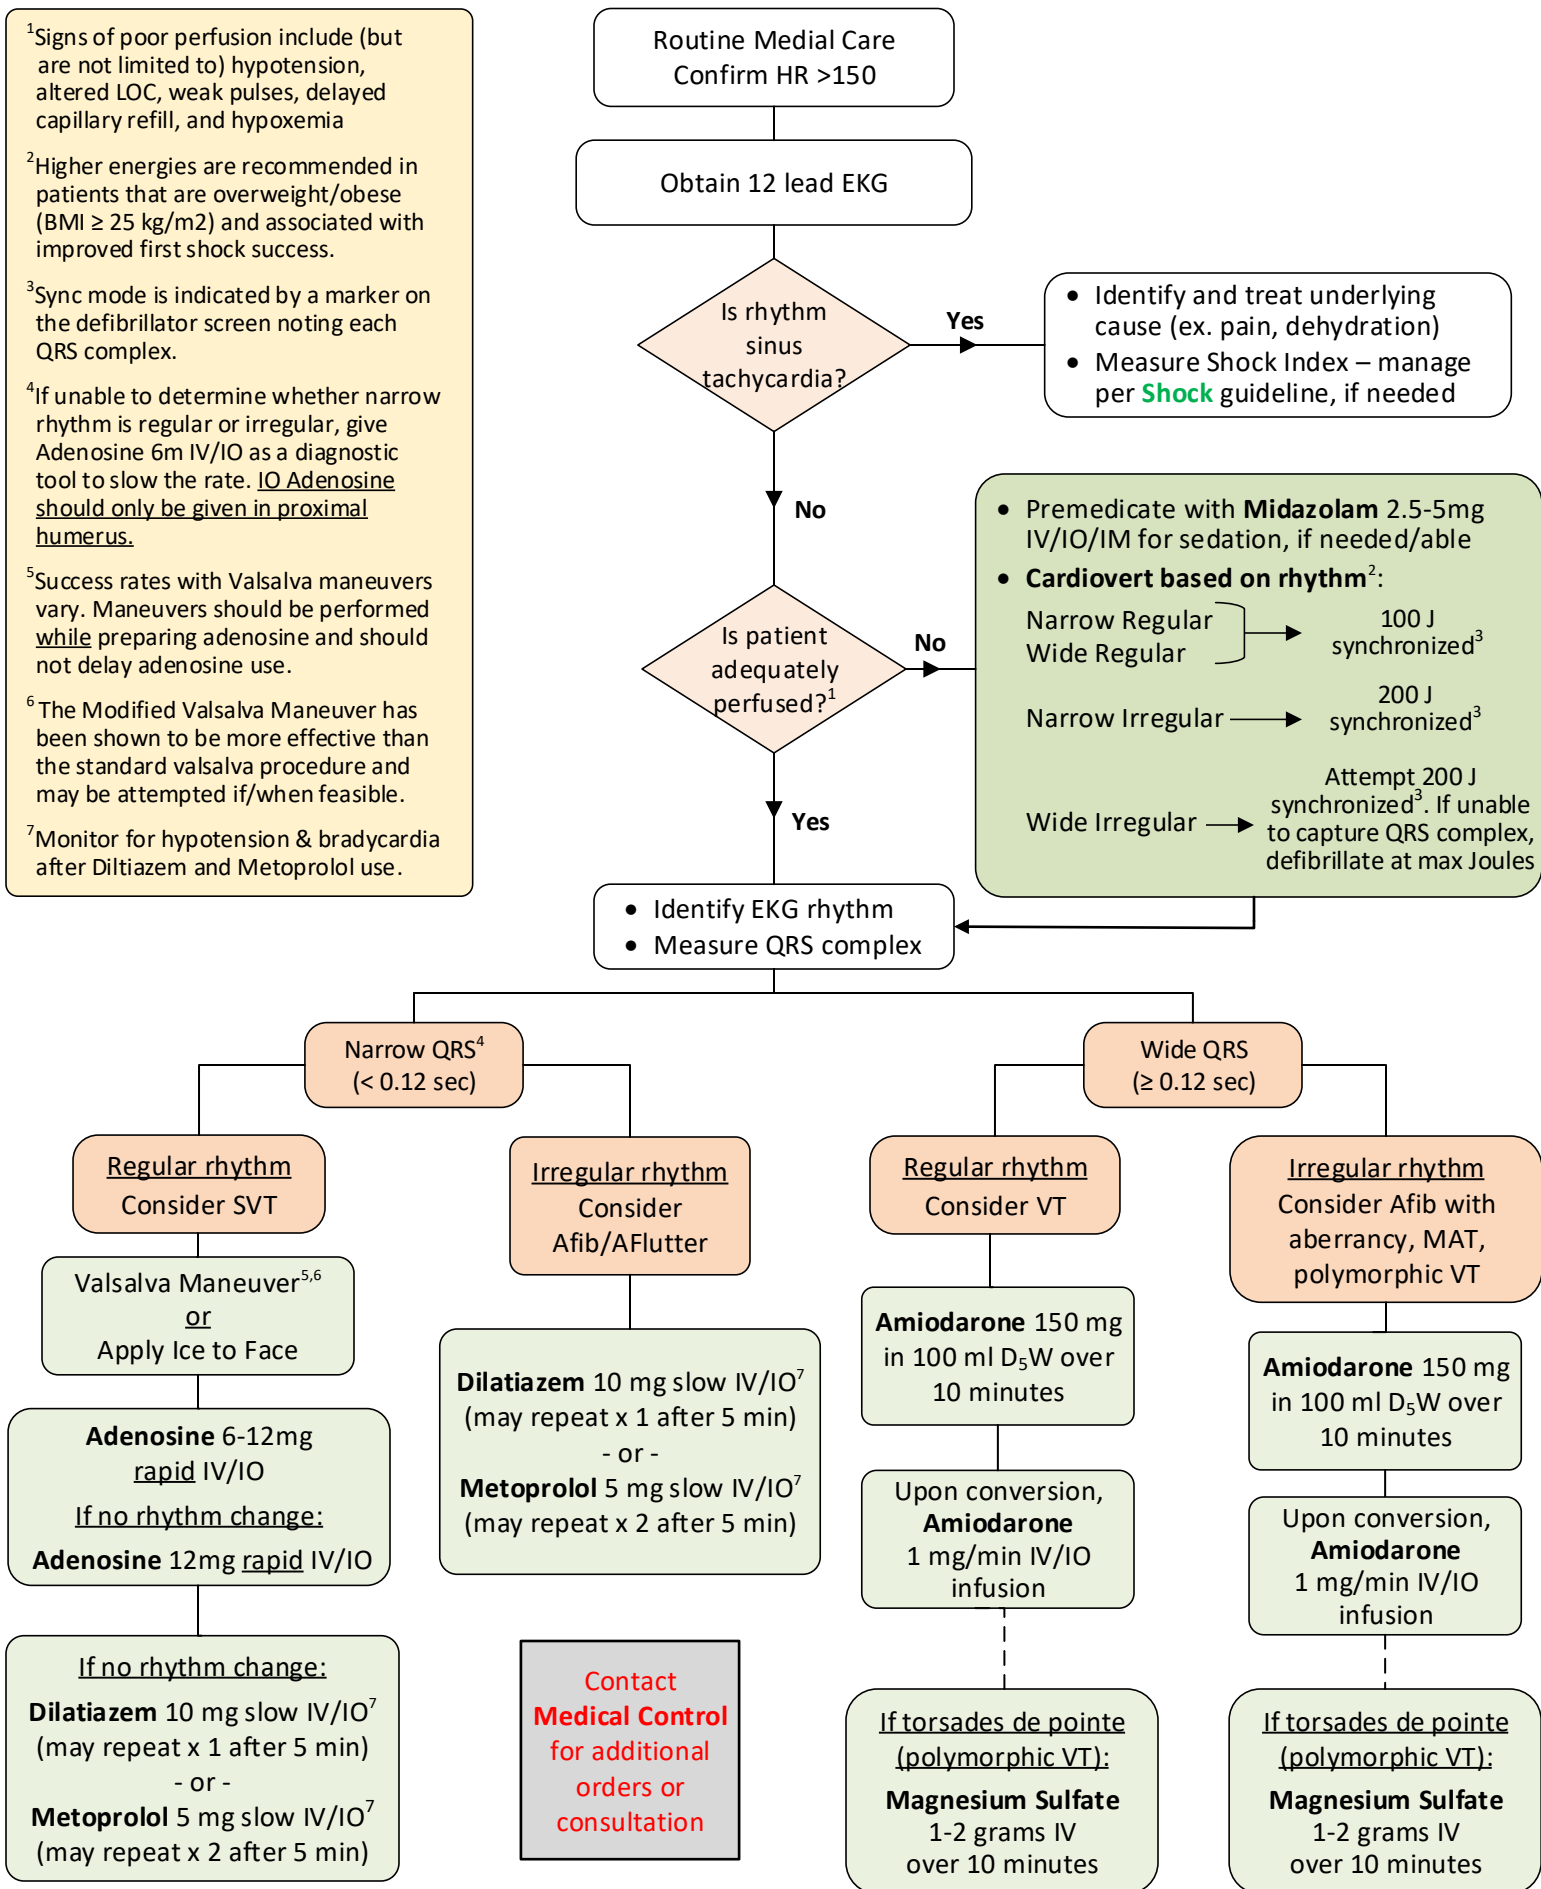 ¹Signs of poor perfusion include (but
are not limited to) hypotension,
altered LOC, weak pulses, delayed
capillary refill, and hypoxemia
²Higher energies are recommended in
patients that are overweight/obese
(BMI ≥ 25 kg/m2) and associated with
improved first shock success.
³Sync mode is indicated by a marker on
the defibrillator screen noting each
QRS complex.
⁴If unable to determine whether narrow
rhythm is regular or irregular, give
Adenosine 6m IV/IO as a diagnostic
tool to slow the rate. IO Adenosine
should only be given in proximal
humerus.
⁵Success rates with Valsalva maneuvers
vary. Maneuvers should be performed
while preparing adenosine and should
not delay adenosine use.
⁶The Modified Valsalva Maneuver has
been shown to be more effective than
the standard valsalva procedure and
may be attempted if/when feasible.
⁷Monitor for hypotension & bradycardia
after Diltiazem and Metoprolol use.
Routine Medial Care
Confirm HR >150
Obtain 12 lead EKG
Is rhythm
sinus
tachycardia?
Yes
• Identify and treat underlying
cause (ex. pain, dehydration)
• Measure Shock Index – manage
per Shock guideline, if needed
No
Is patient
adequately
perfused?¹
No
• Premedicate with Midazolam 2.5-5mg
IV/IO/IM for sedation, if needed/able
• Cardiovert based on rhythm²:
Narrow Regular
Wide Regular
100 J
synchronized³
Narrow Irregular
200 J
synchronized³
Wide Irregular
Attempt 200 J
synchronized³. If unable
to capture QRS complex,
defibrillate at max Joules
Yes
• Identify EKG rhythm
• Measure QRS complex
Narrow QRS⁴
(< 0.12 sec)
Regular rhythm
Consider SVT
Valsalva Maneuver⁵,⁶
or
Apply Ice to Face
Adenosine 6-12mg
rapid IV/IO
If no rhythm change:
Adenosine 12mg rapid IV/IO
If no rhythm change:
Dilatiazem 10 mg slow IV/IO⁷
(may repeat x 1 after 5 min)
- or -
Metoprolol 5 mg slow IV/IO⁷
(may repeat x 2 after 5 min)
Irregular rhythm
Consider
Afib/AFlutter
Dilatiazem 10 mg slow IV/IO⁷
(may repeat x 1 after 5 min)
- or -
Metoprolol 5 mg slow IV/IO⁷
(may repeat x 2 after 5 min)
Contact
Medical Control
for additional
orders or
consultation
Wide QRS
(≥ 0.12 sec)
Regular rhythm
Consider VT
Amiodarone 150 mg
in 100 ml D₅W over
10 minutes
Upon conversion,
Amiodarone
1 mg/min IV/IO
infusion
If torsades de pointe
(polymorphic VT):
Magnesium Sulfate
1-2 grams IV
over 10 minutes
Irregular rhythm
Consider Afib with
aberrancy, MAT,
polymorphic VT
Amiodarone 150 mg
in 100 ml D₅W over
10 minutes
Upon conversion,
Amiodarone
1 mg/min IV/IO
infusion
If torsades de pointe
(polymorphic VT):
Magnesium Sulfate
1-2 grams IV
over 10 minutes